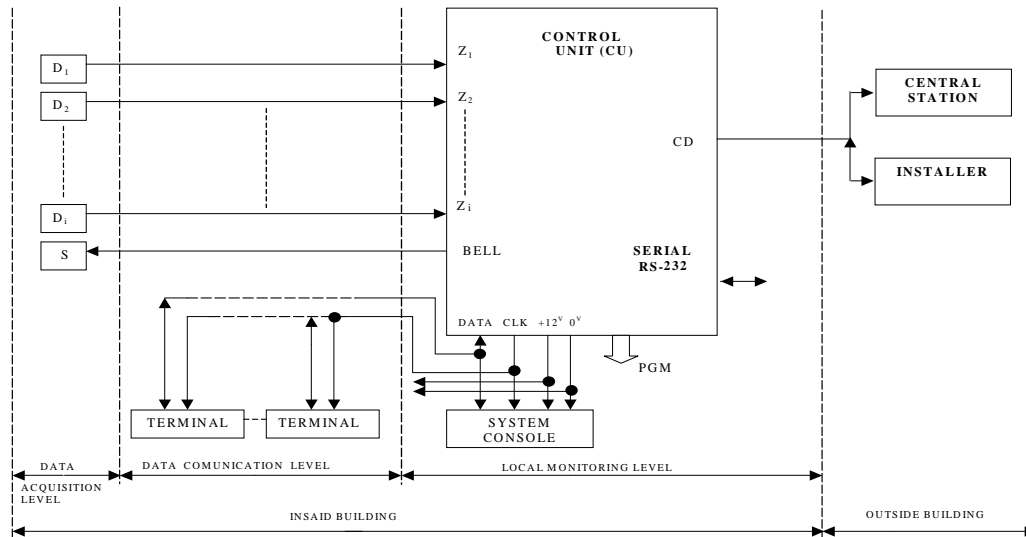 CONTROL
UNIT (CU)
D1
Z1
D2
Z2
CENTRAL
STATION
CD
INSTALLER
Di
Zi
S
BELL
SERIAL
RS-232
DATA CLK +12V 0V
PGM
TERMINAL
TERMINAL
SYSTEM
CONSOLE
DATA
ACQUISITION
LEVEL
DATA COMUNICATION LEVEL
LOCAL MONITORING LEVEL
INSAID BUILDING
OUTSIDE BUILDING